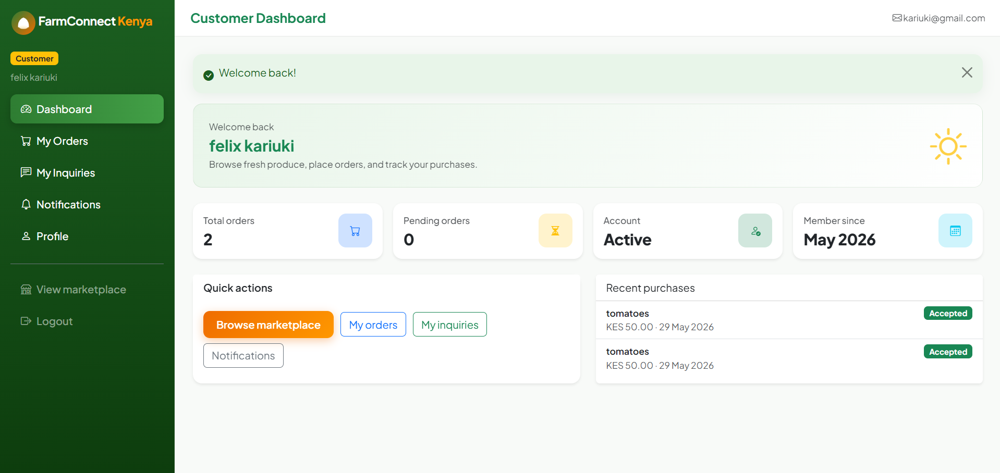 FarmConnect Kenya
Customer
felix kariuki
Dashboard
My Orders
My Inquiries
Notifications
Profile
View marketplace
Logout
Customer Dashboard
kariuki@gmail.com
Welcome back!
Welcome back
felix kariuki
Browse fresh produce, place orders, and track your purchases.
Total orders
2
Pending orders
0
Account
Active
Member since
May 2026
Quick actions
Browse marketplace
My orders
My inquiries
Notifications
Recent purchases
tomatoes
Accepted
KES 50.00 · 29 May 2026
tomatoes
Accepted
KES 50.00 · 29 May 2026